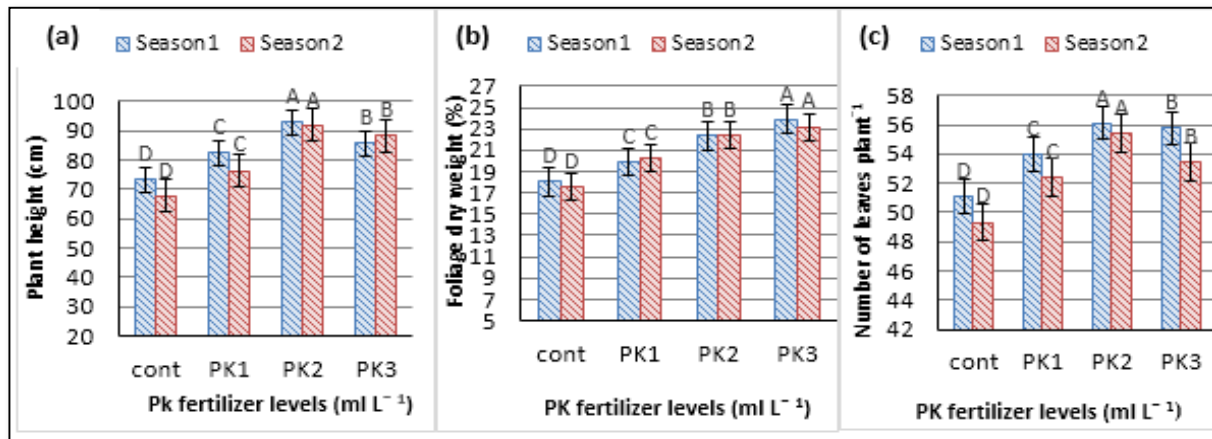 (a) Season1 Season2
Plant height (cm)
100
90
80
70
60
50
40
30
20
D D C C A A B B
cont PK1 PK2 PK3
Pk fertilizer levels (ml L⁻¹)
(b) Season1 Season2
Foliage dry weight (%)
27
25
23
21
19
17
15
13
11
9
7
5
D D C C B B A A
cont PK1 PK2 PK3
PK fertilizer levels (ml L⁻¹)
(c) Season1 Season2
Number of leaves plant⁻¹
58
56
54
52
50
48
46
44
42
D D C C A A B B
cont PK1 PK2 PK3
PK fertilizer levels (ml L⁻¹)